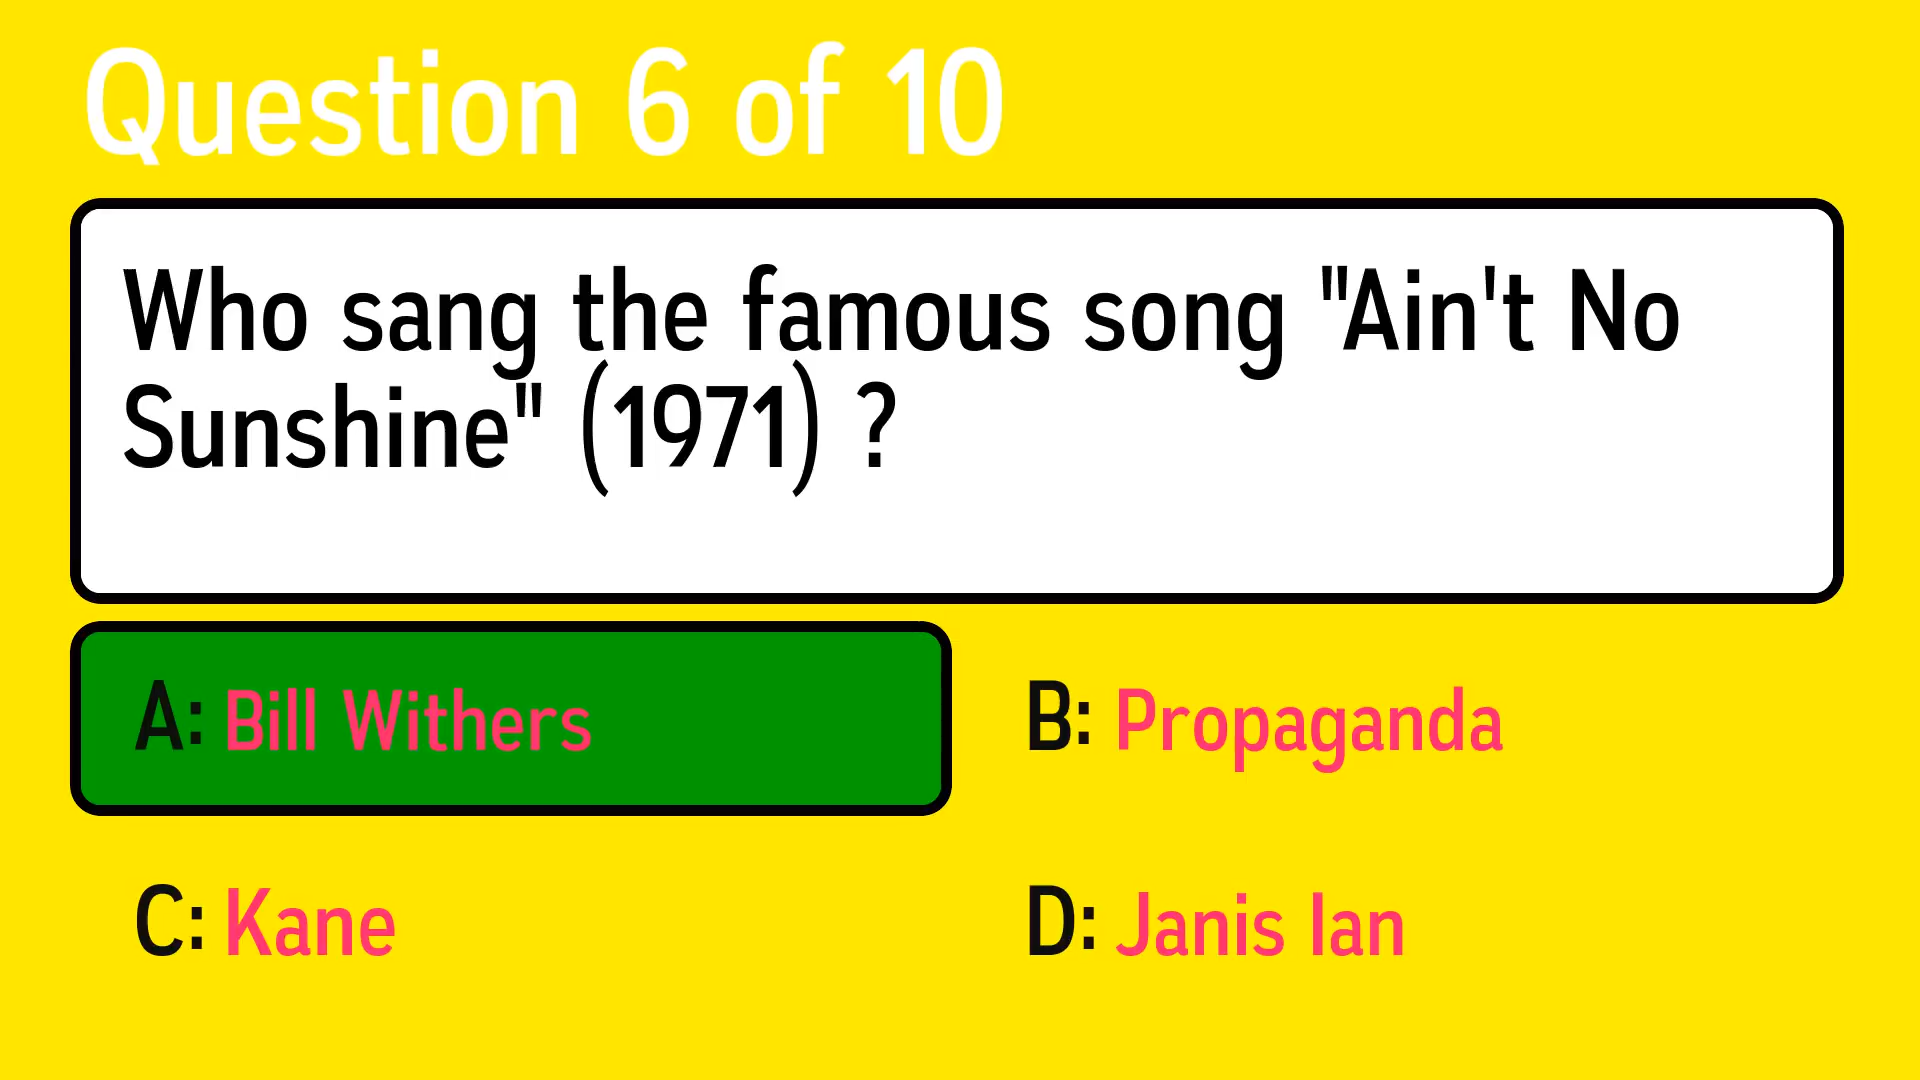 Question 6 of 10
Who sang the famous song "Ain't No
Sunshine" (1971) ?
A: Bill Withers
B: Propaganda
C: Kane
D: Janis Ian